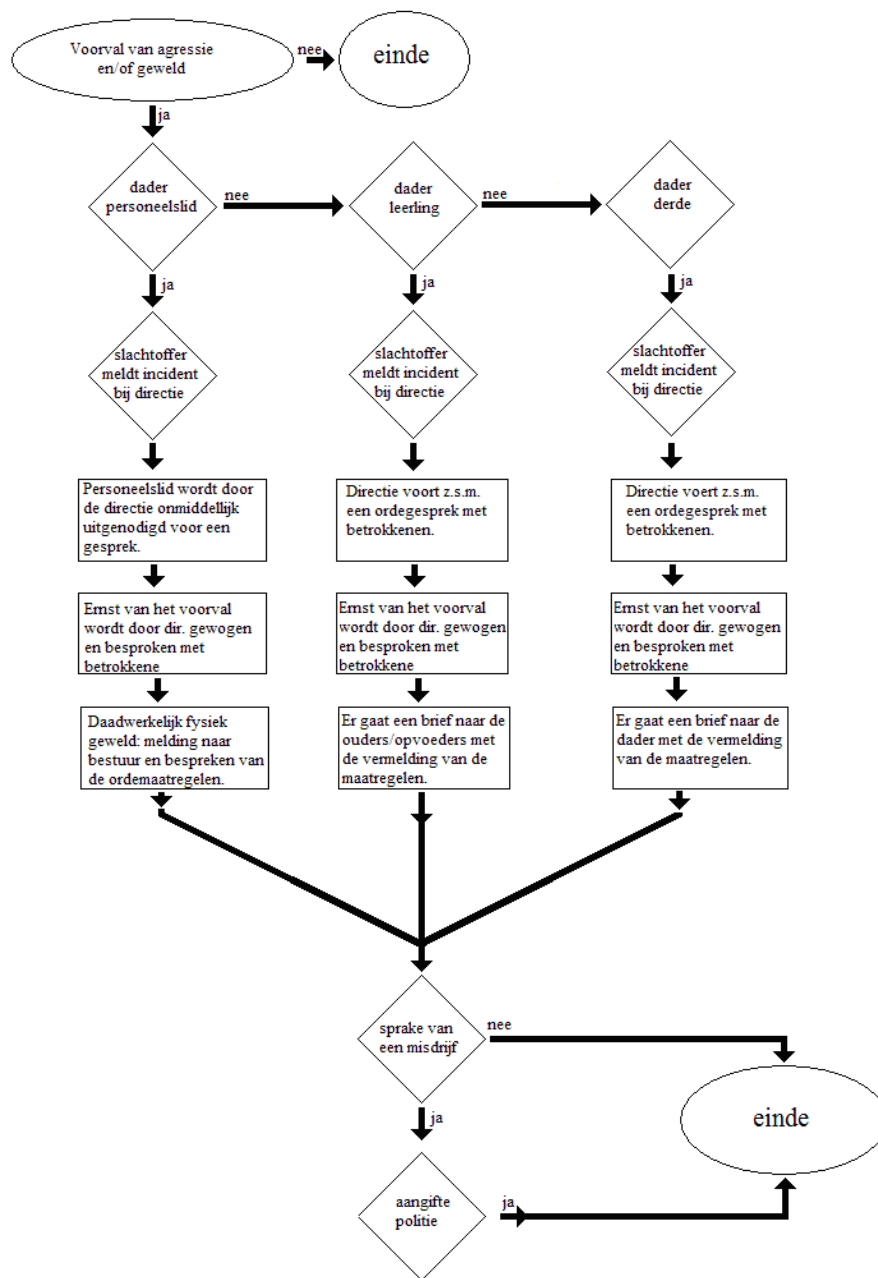 Voorval van agressie
en/of geweld
nee
einde
ja
dader
personeelslid
nee
dader
leerling
nee
dader
derde
ja
ja
ja
slachtoffer
meldt incident
bij directie
slachtoffer
meldt incident
bij directie
slachtoffer
meldt incident
bij directie
Personeelslid wordt door
de directie onmiddellijk
uitgenodigd voor een
gesprek.
Directie voort z.s.m.
een ordegesprek met
betrokkenen.
Directie voert z.s.m.
een ordegesprek met
betrokkenen.
Ernst van het voorval
wordt door dir. gewogen
en besproken met
betrokkene
Ernst van het voorval
wordt door dir. gewogen
en besproken met
betrokkene
Ernst van het voorval
wordt door dir. gewogen
en besproken met
betrokkene
Daadwerkelijk fysiek
geweld: melding naar
bestuur en bespreken van
de ordemaatregelen.
Er gaat een brief naar de
ouders/opvoeders met
de vermelding van de
maatregelen.
Er gaat een brief naar de
dader met de vermelding
van de maatregelen.
sprake van
een misdrijf
nee
einde
ja
aangifte
politie
ja